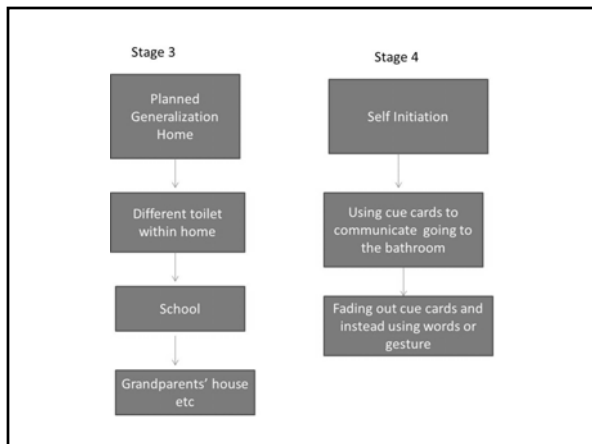 Stage 3
Planned
Generalization
Home
Different toilet
within home
School
Grandparents' house
etc
Stage 4
Self Initiation
Using cue cards to
communicate going to
the bathroom
Fading out cue cards and
instead using words or
gesture